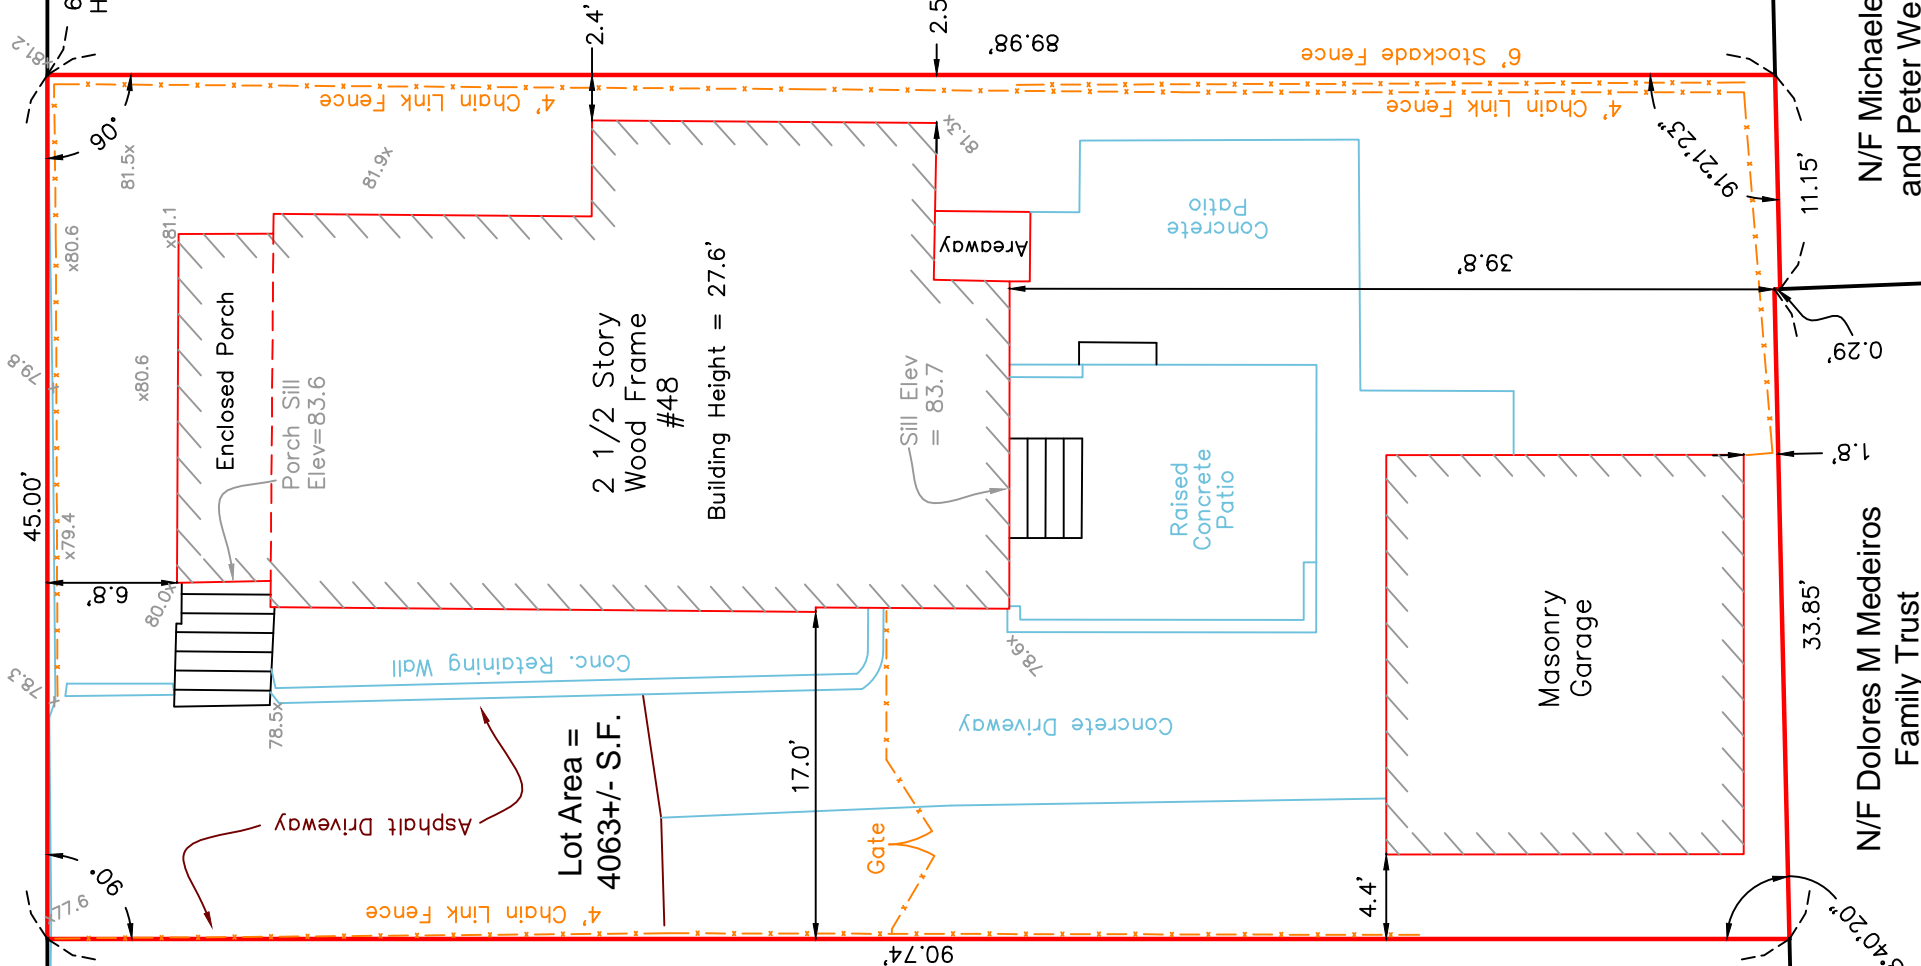 x81.2
2.4'
2.5
89.98'
6' Stockade Fence
4' Chain Link Fence
4' Chain Link Fence
90°
81.5x
81.9x
81.3x
91°21'23"
11.15'
N/F Michaele
and Peter We
x80.6
x81.1
Concrete
Patio
Areaway
39.8'
Enclosed Porch
Porch Sill
Elev=83.6
2 1/2 Story
Wood Frame
#48
Building Height = 27.6'
Sill Elev
= 83.7
79.8
x80.6
0.29'
45.00'
x79.4
Raised
Concrete
Patio
1.8'
6.8'
80.0x
78.3
Conc. Retaining Wall
78.6x
78.5x
Masonry
Garage
33.85'
N/F Dolores M Medeiros
Family Trust
Concrete Driveway
Asphalt Driveway
Lot Area =
4063+/- S.F.
17.0'
Gate
4.4'
90°
x77.6
4' Chain Link Fence
90.74'
°40'20"